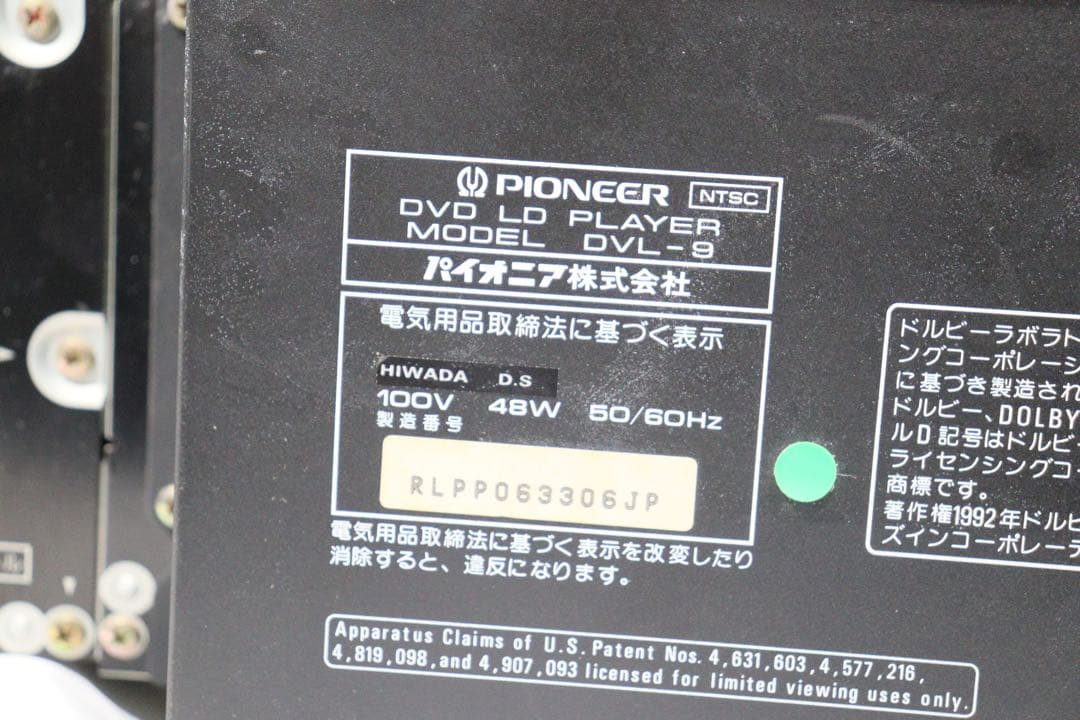 PIONEER NTSC
DVD LD PLAYER
MODEL DVL-9
パイオニア株式会社
電気用品取締法に基づく表示
HIWADA D.S
100V 48W 50/60Hz
製造番号
RLPP063306JP
電気用品取締法に基づく表示を改変したり
消除すると、違反になります。
ドルビーラボラト
ングコーポレーシ
に基づき製造され
ドルビー、DOLBY
ルD記号はドルビー
ライセンシングコー
商標です。
著作権1992年ドルビ
ズインコーポレーテ
Apparatus Claims of U.S. Patent Nos. 4,631,603,4,577,216,
4,819,098,and 4,907,093 licensed for limited viewing uses only.